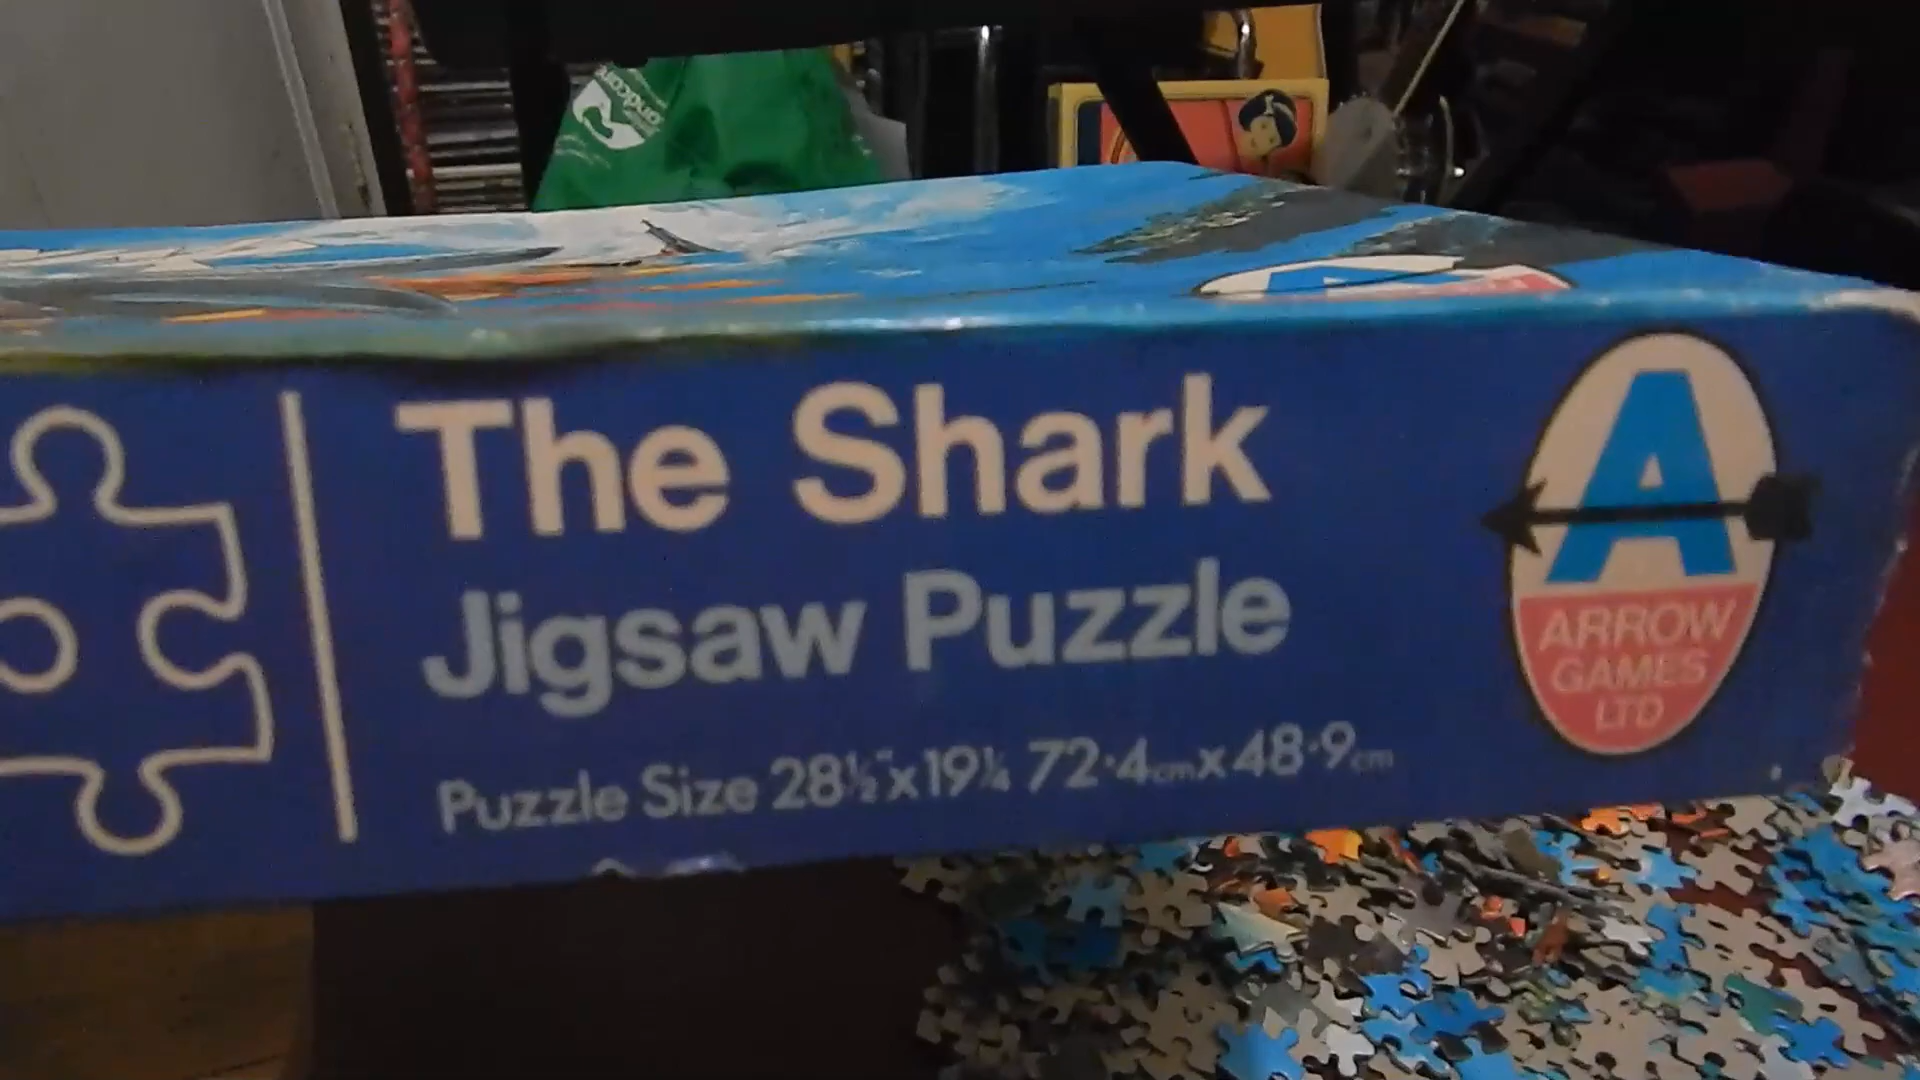 The Shark
Jigsaw Puzzle
Puzzle Size 28½"x19¼ 72·4cm x 48·9cm
A
ARROW
GAMES
LTD